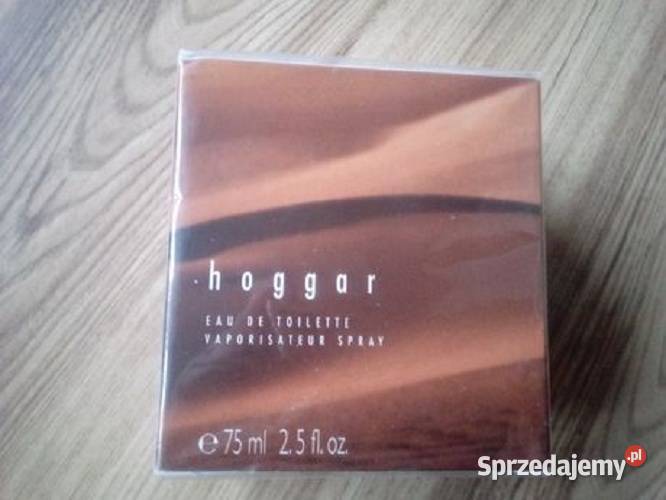 hoggar
EAU DE TOILETTE
VAPORISATEUR SPRAY
℮ 75 ml 2.5 fl. oz.
Sprzedajemy.pl